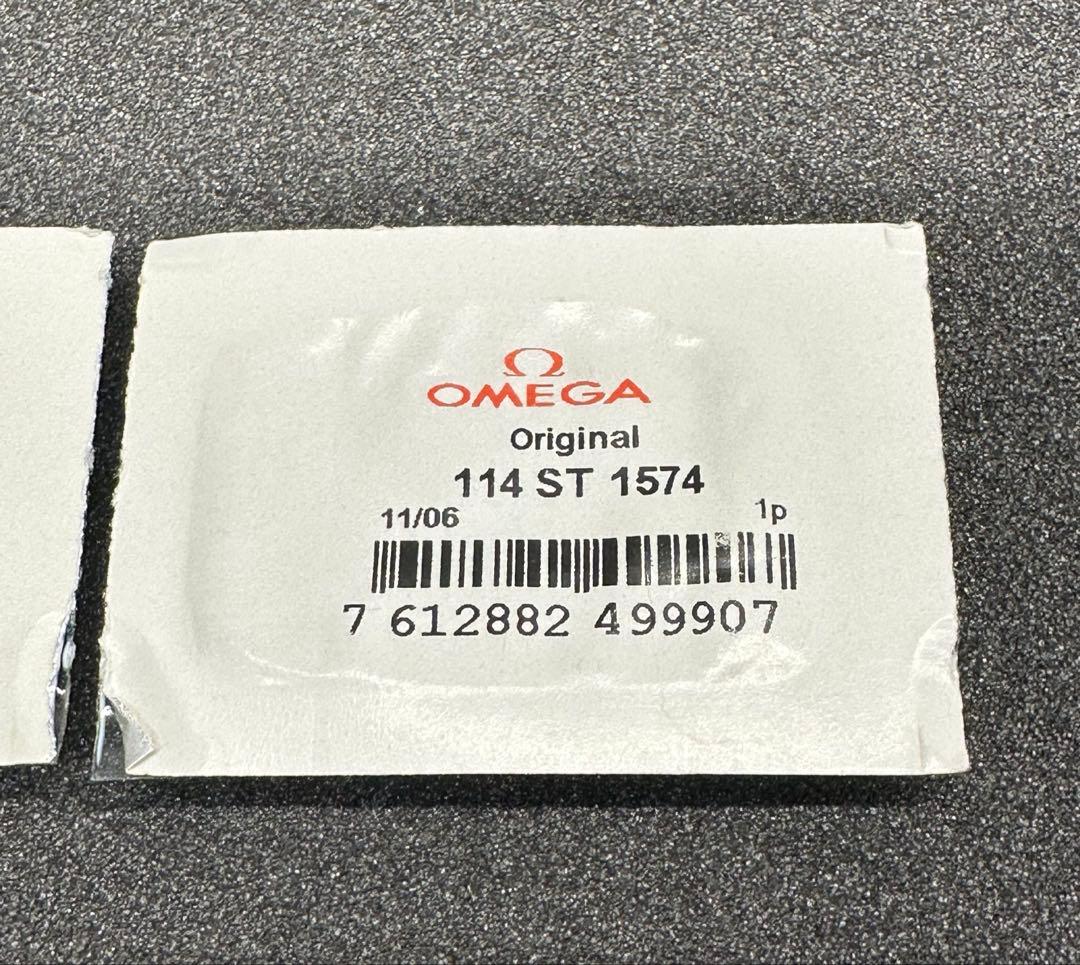 Ω
OMEGA
Original
114 ST 1574
11/06 1p
7 612882 499907